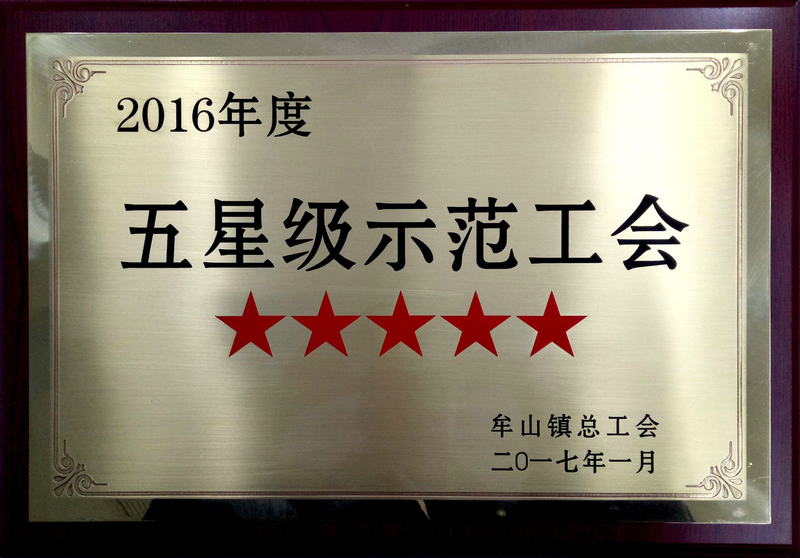 2016年度
五星级示范工会
牟山镇总工会
二〇一七年一月